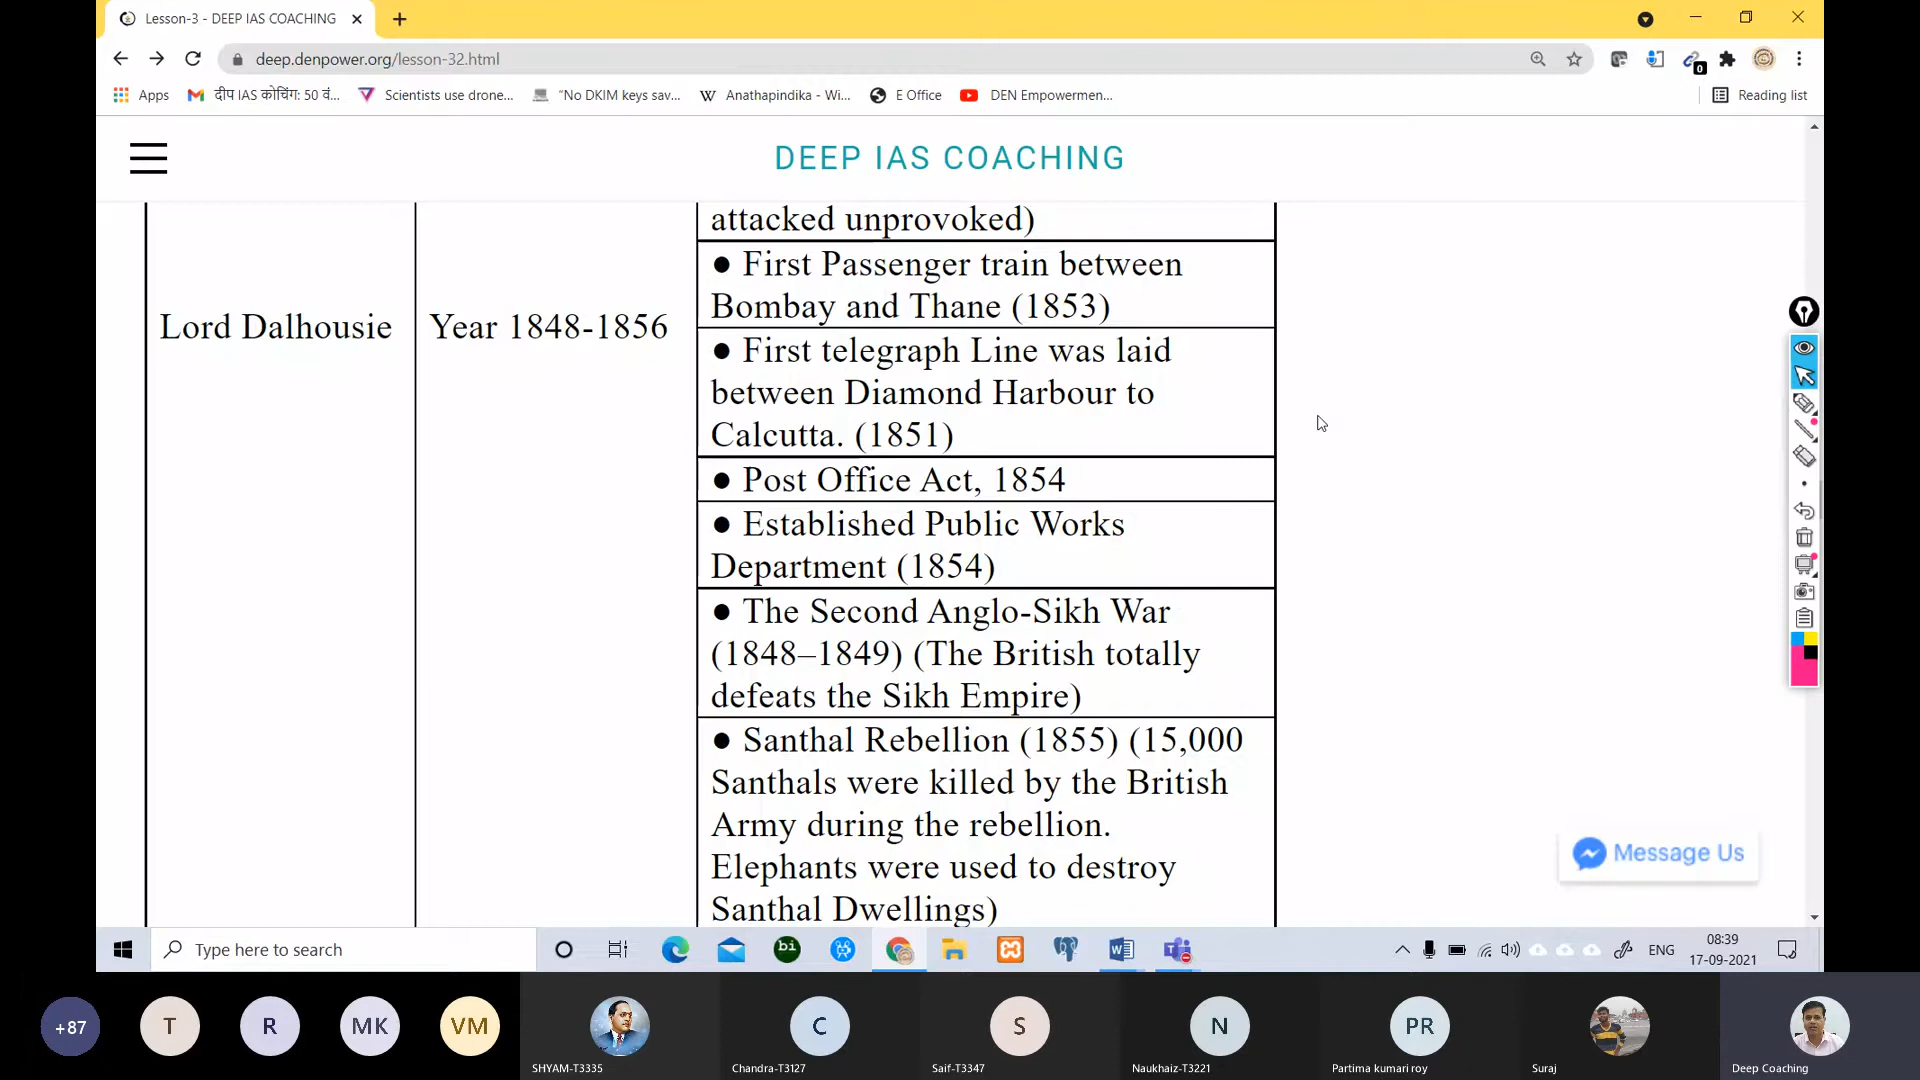 Lesson-3 - DEEP IAS COACHING
deep.denpower.org/lesson-32.html
0
Apps
दीप IAS कोचिंग: 50 वं...
Scientists use drone...
“No DKIM keys sav...
W Anathapindika - Wi...
E Office
DEN Empowermen...
Reading list
DEEP IAS COACHING
attacked unprovoked)
● First Passenger train between
Bombay and Thane (1853)
Lord Dalhousie
Year 1848-1856
● First telegraph Line was laid
between Diamond Harbour to
Calcutta. (1851)
● Post Office Act, 1854
● Established Public Works
Department (1854)
● The Second Anglo-Sikh War
(1848–1849) (The British totally
defeats the Sikh Empire)
● Santhal Rebellion (1855) (15,000
Santhals were killed by the British
Army during the rebellion.
Elephants were used to destroy
Santhal Dwellings)
Message Us
Type here to search
bi
ENG
08:39
17-09-2021
+87
T
R
MK
VM
C
S
N
PR
SHYAM-T3335
Chandra-T3127
Saif-T3347
Naukhaiz-T3221
Partima kumari roy
Suraj
Deep Coaching